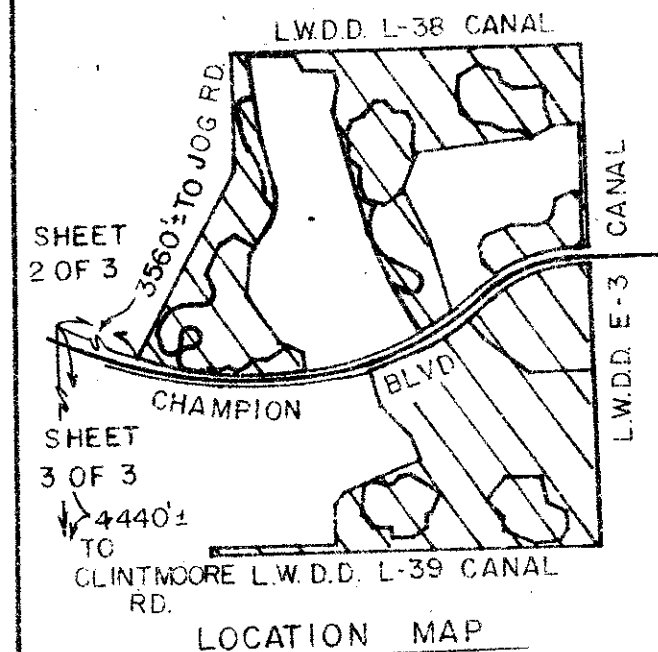 L.W.D.D. L-38 CANAL
3560'± TO JOG RD.
SHEET
2 OF 3
L.W.D.D. E-3 CANAL
CHAMPION BLVD
SHEET
3 OF 3
4440'±
TO
CLINTMOORE
RD.
L.W.D.D. L-39 CANAL
LOCATION MAP